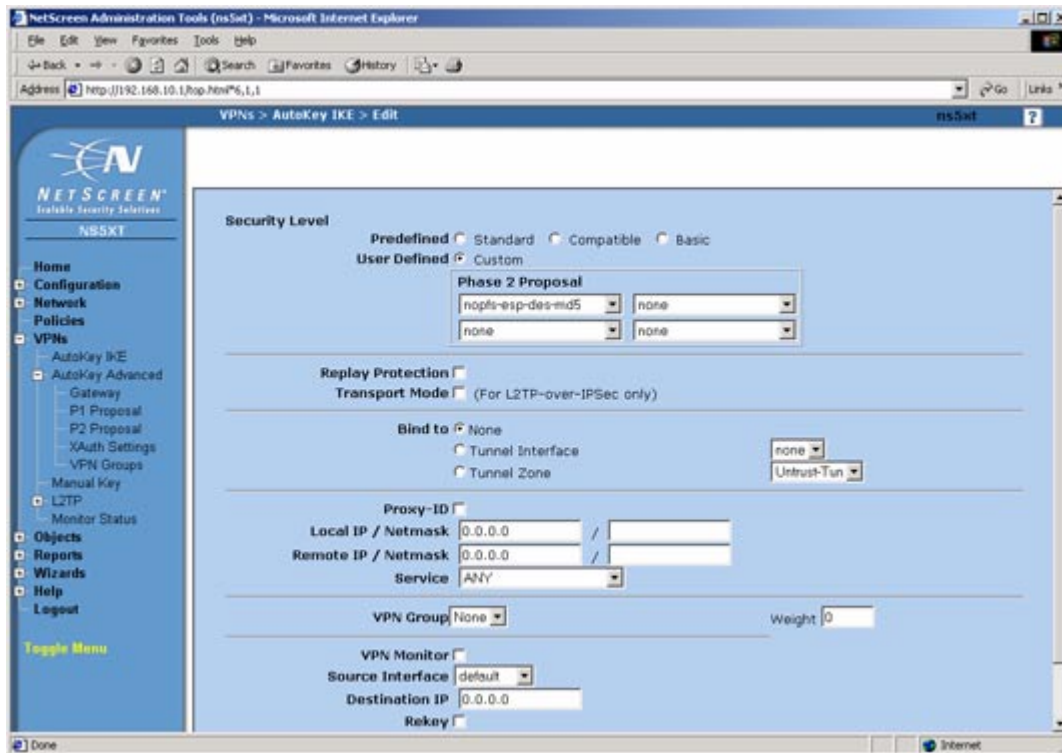 NetScreen Administration Tools (ns5xt) - Microsoft Internet Explorer
File Edit View Favorites Tools Help
Back Search Favorites History
Address http://192.168.10.1/top.html*6,1,1 Go Links
VPNs > AutoKey IKE > Edit ns5xt ?
N
NETSCREEN
Scalable Security Solutions
NS5XT
Home
Configuration
Network
Policies
VPNs
AutoKey IKE
AutoKey Advanced
Gateway
P1 Proposal
P2 Proposal
XAuth Settings
VPN Groups
Manual Key
L2TP
Monitor Status
Objects
Reports
Wizards
Help
Logout
Toggle Menu
Security Level
Predefined Standard Compatible Basic
User Defined Custom
Phase 2 Proposal
nopfs-esp-des-md5 none
none none
Replay Protection
Transport Mode (For L2TP-over-IPSec only)
Bind to None
Tunnel Interface none
Tunnel Zone Untrust-Tun
Proxy-ID
Local IP / Netmask 0.0.0.0 /
Remote IP / Netmask 0.0.0.0 /
Service ANY
VPN Group None Weight 0
VPN Monitor
Source Interface default
Destination IP 0.0.0.0
Rekey
Done Internet